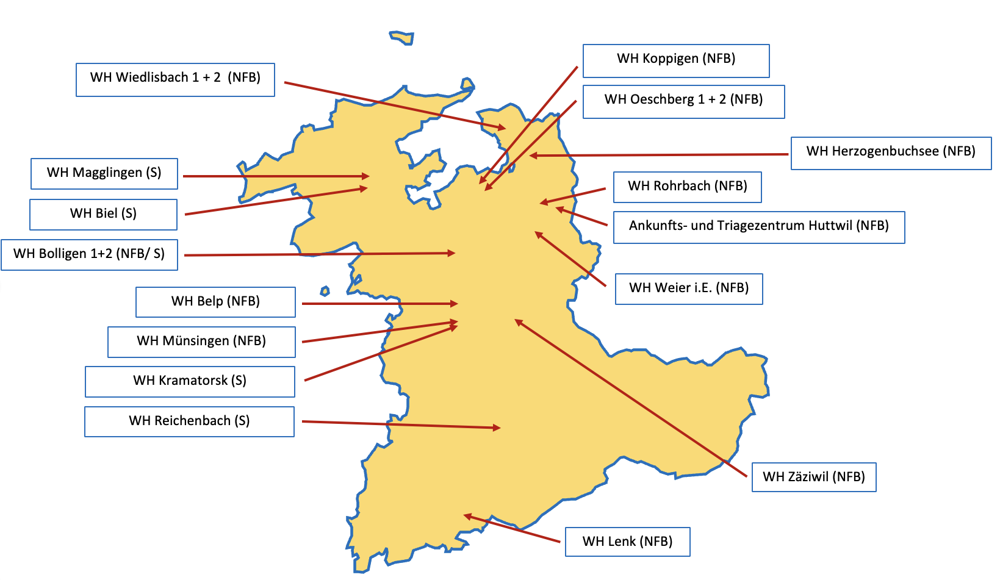 WH Koppigen (NFB)
WH Wiedlisbach 1 + 2  (NFB)
WH Oeschberg 1 + 2 (NFB)
WH Herzogenbuchsee (NFB)
WH Magglingen (S)
WH Rohrbach (NFB)
WH Biel (S)
Ankunfts- und Triagezentrum Huttwil (NFB)
WH Bolligen 1+2 (NFB/ S)
WH Weier i.E. (NFB)
WH Belp (NFB)
WH Münsingen (NFB)
WH Kramatorsk (S)
WH Reichenbach (S)
WH Zäziwil (NFB)
WH Lenk (NFB)